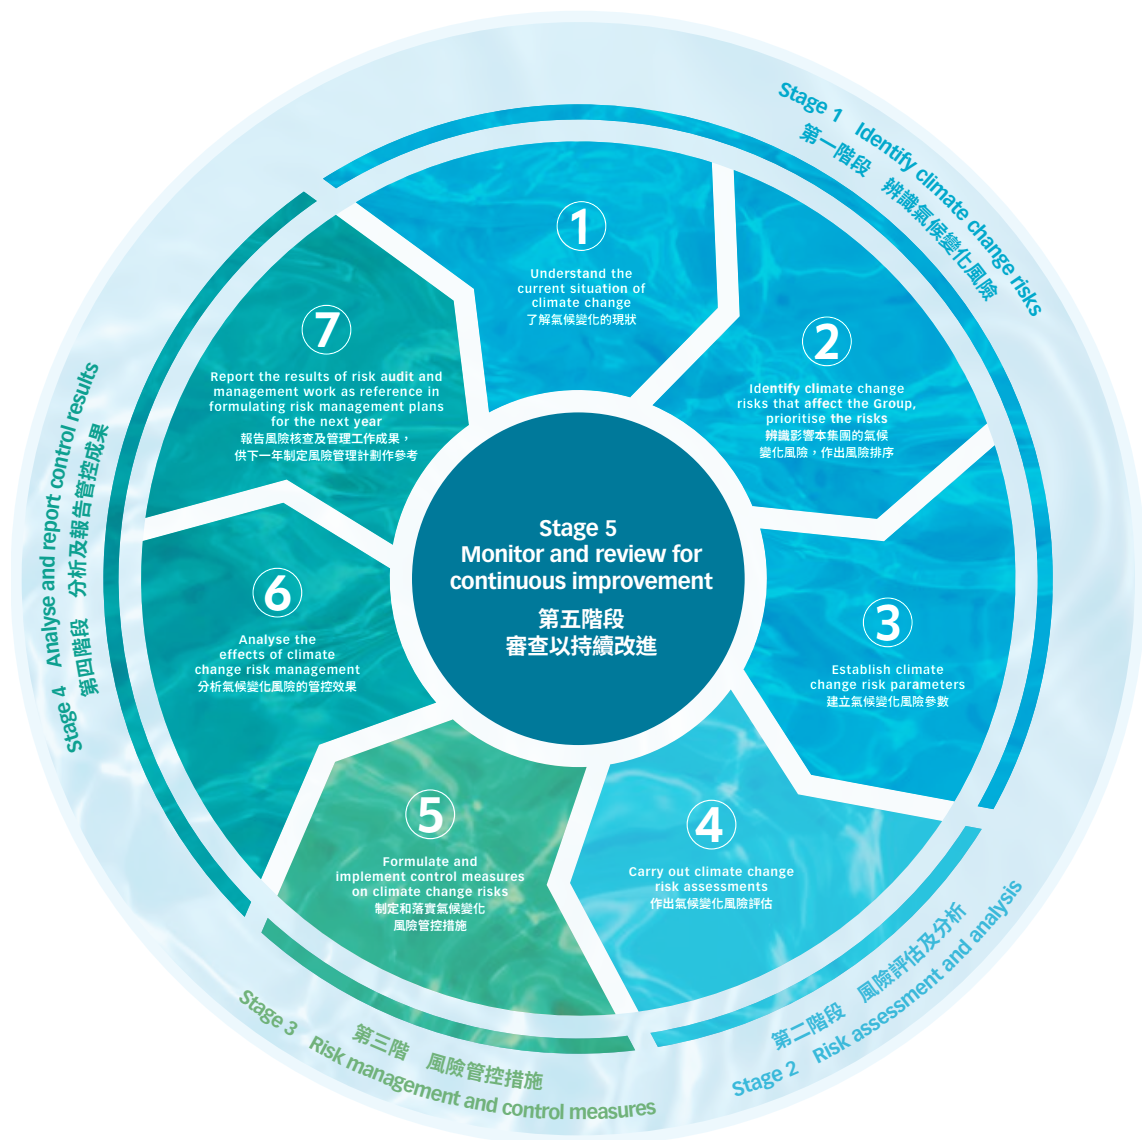 Stage 1 Identify climate change risks
第一階段 辨識氣候變化風險
1
Understand the
current situation of
climate change
了解氣候變化的現狀
2
Identify climate change
risks that affect the Group,
prioritise the risks
辨識影響本集團的氣候
變化風險，作出風險排序
3
Establish climate
change risk parameters
建立氣候變化風險參數
第二階段 風險評估及分析
Stage 2 Risk assessment and analysis
4
Carry out climate change
risk assessments
作出氣候變化風險評估
第三階 風險管控措施
Stage 3 Risk management and control measures
5
Formulate and
implement control measures
on climate change risks
制定和落實氣候變化
風險管控措施
Stage 4 Analyse and report control results
第四階段 分析及報告管控成果
6
Analyse the
effects of climate
change risk management
分析氣候變化風險的管控效果
7
Report the results of risk audit and
management work as reference in
formulating risk management plans
for the next year
報告風險核查及管理工作成果，
供下一年制定風險管理計劃作參考
Stage 5
Monitor and review for
continuous improvement
第五階段
審查以持續改進